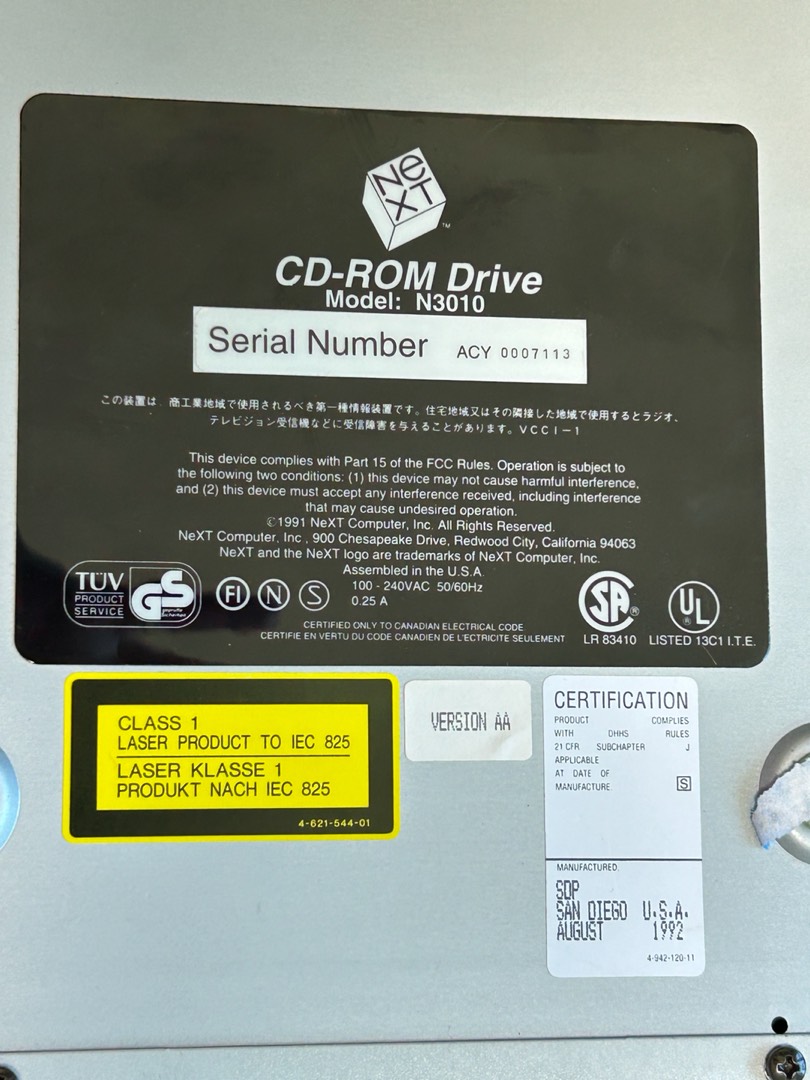 NeXT
TM
CD-ROM Drive
Model: N3010
Serial Number ACY 0007113
この装置は、商工業地域で使用されるべき第一種情報装置です。住宅地域又はその隣接した地域で使用するとラジオ、
テレビジョン受信機などに受信障害を与えることがあります。VCCI-1
This device complies with Part 15 of the FCC Rules. Operation is subject to
the following two conditions: (1) this device may not cause harmful interference,
and (2) this device must accept any interference received, including interference
that may cause undesired operation.
©1991 NeXT Computer, Inc. All Rights Reserved.
NeXT Computer, Inc., 900 Chesapeake Drive, Redwood City, California 94063
NeXT and the NeXT logo are trademarks of NeXT Computer, Inc.
Assembled in the U.S.A.
100 - 240VAC 50/60Hz
0.25 A
TÜV
PRODUCT
SERVICE
GS
geprüfte
Sicherheit
FI N S
SA ®
LR 83410
UL ®
LISTED 13C1 I.T.E.
CERTIFIED ONLY TO CANADIAN ELECTRICAL CODE
CERTIFIE EN VERTU DU CODE CANADIEN DE L'ECTRICITE SEULEMENT
CLASS 1
LASER PRODUCT TO IEC 825
LASER KLASSE 1
PRODUKT NACH IEC 825
4-621-544-01
VERSION AA
CERTIFICATION
PRODUCT COMPLIES
WITH DHHS RULES
21 CFR SUBCHAPTER J
APPLICABLE
AT DATE OF
MANUFACTURE.
S
MANUFACTURED.
SDP
SAN DIEGO U.S.A.
AUGUST 1992
4-942-120-11